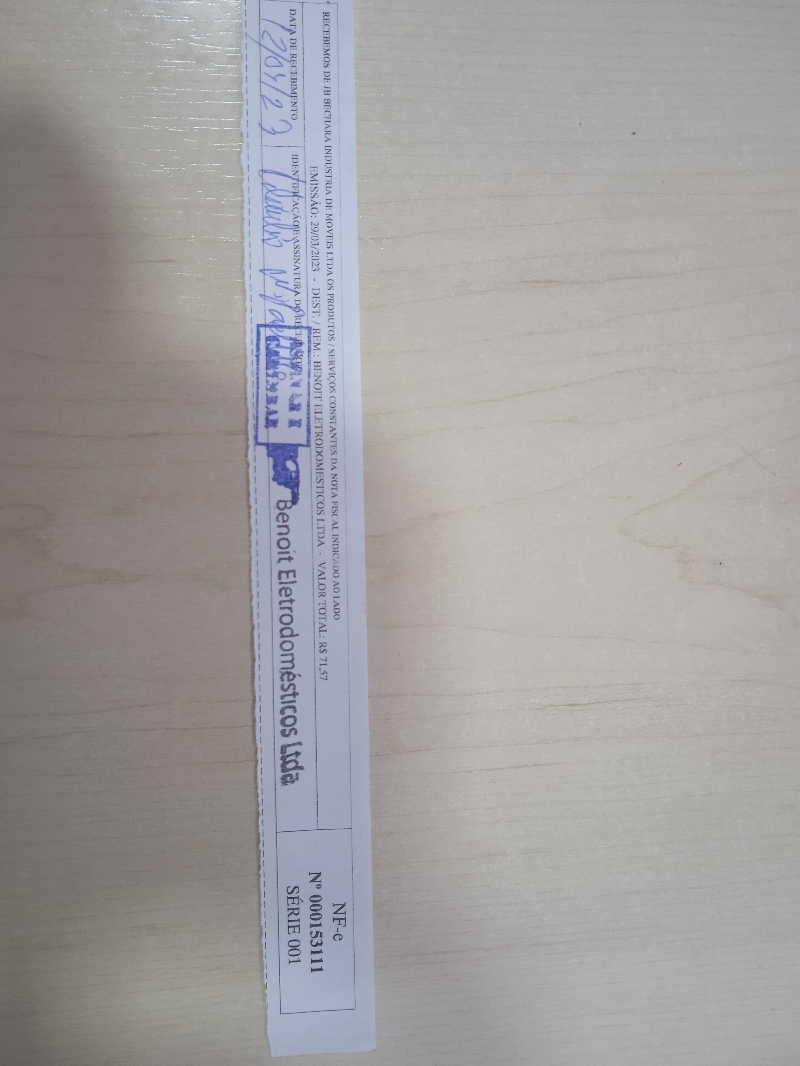 RECEBEMOS DE JB BECHARA INDUSTRIA DE MOVEIS LTDA OS PRODUTOS / SERVIÇOS CONSTANTES DA NOTA FISCAL INDICADO AO LADO
EMISSÃO: 29/03/2023 - DEST. / REM.: BENOIT ELETRODOMESTICOS LTDA - VALOR TOTAL: R$ 71,57
DATA DE RECEBIMENTO
12/04/23
IDENTIFICAÇÃO E ASSINATURA DO RECEBEDOR
Benoit Eletrodomésticos Ltda
NF-e
Nº 000153111
SÉRIE 001